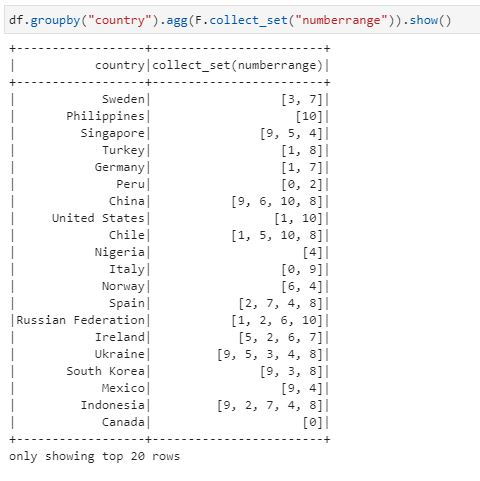 df.groupby("country").agg(F.collect_set("numberrange")).show()
+------------------+------------------------+
|           country|collect_set(numberrange)|
+------------------+------------------------+
|            Sweden|                  [3, 7]|
|       Philippines|                    [10]|
|         Singapore|               [9, 5, 4]|
|            Turkey|                  [1, 8]|
|           Germany|                  [1, 7]|
|              Peru|                  [0, 2]|
|             China|           [9, 6, 10, 8]|
|     United States|                 [1, 10]|
|             Chile|           [1, 5, 10, 8]|
|           Nigeria|                     [4]|
|             Italy|                  [0, 9]|
|            Norway|                  [6, 4]|
|             Spain|            [2, 7, 4, 8]|
|Russian Federation|           [1, 2, 6, 10]|
|           Ireland|            [5, 2, 6, 7]|
|           Ukraine|         [9, 5, 3, 4, 8]|
|       South Korea|               [9, 3, 8]|
|            Mexico|                  [9, 4]|
|         Indonesia|         [9, 2, 7, 4, 8]|
|            Canada|                     [0]|
+------------------+------------------------+
only showing top 20 rows